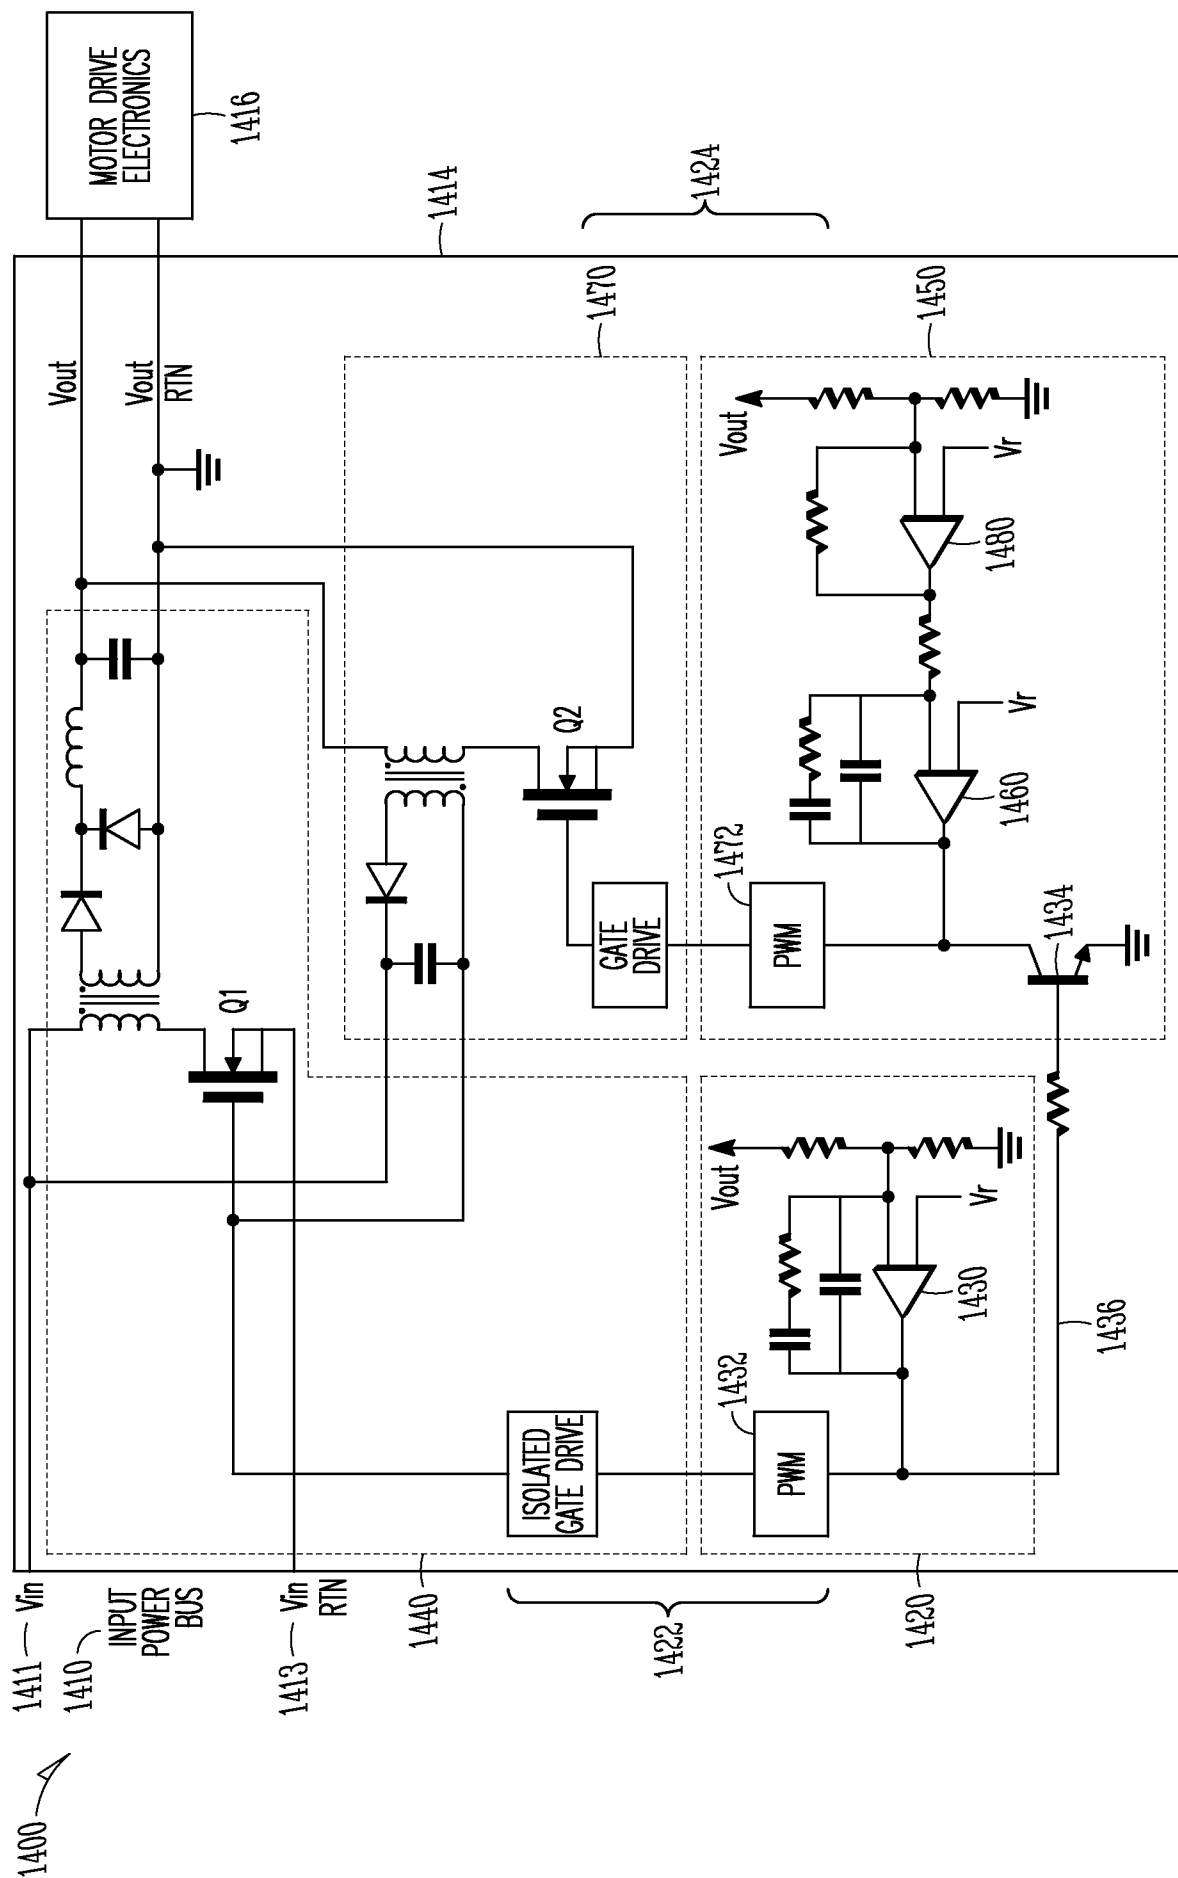 1400
1411
Vin
1410
INPUT
POWER
BUS
1413
Vin
RTN
1440
1422
1420
Q1
ISOLATED
GATE DRIVE
1432
PWM
Vout
Vr
1430
1436
Vout
Vout
RTN
MOTOR DRIVE
ELECTRONICS
1416
1414
1424
1470
1450
Q2
GATE
DRIVE
1472
PWM
1434
1460
Vr
1480
Vr
Vout